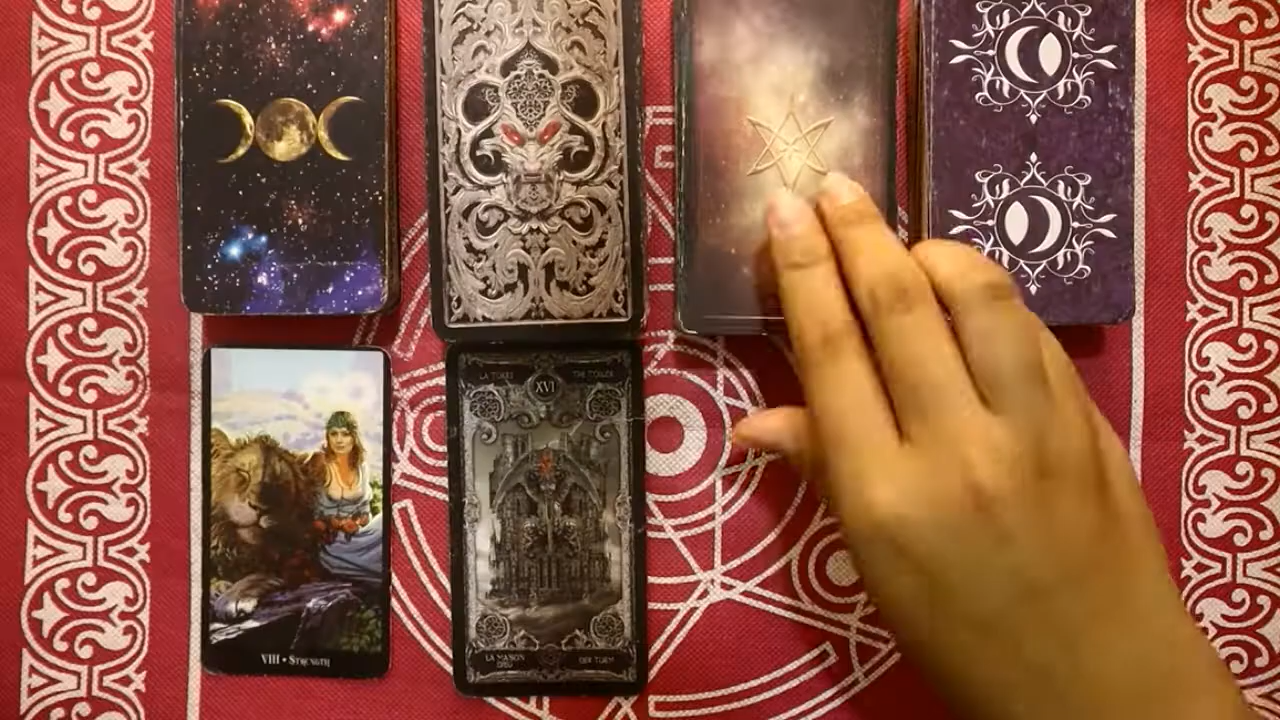 VIII • STRENGTH
LA TORRE THE TOWER
XVI
LA MAISON DIEU DER TURM